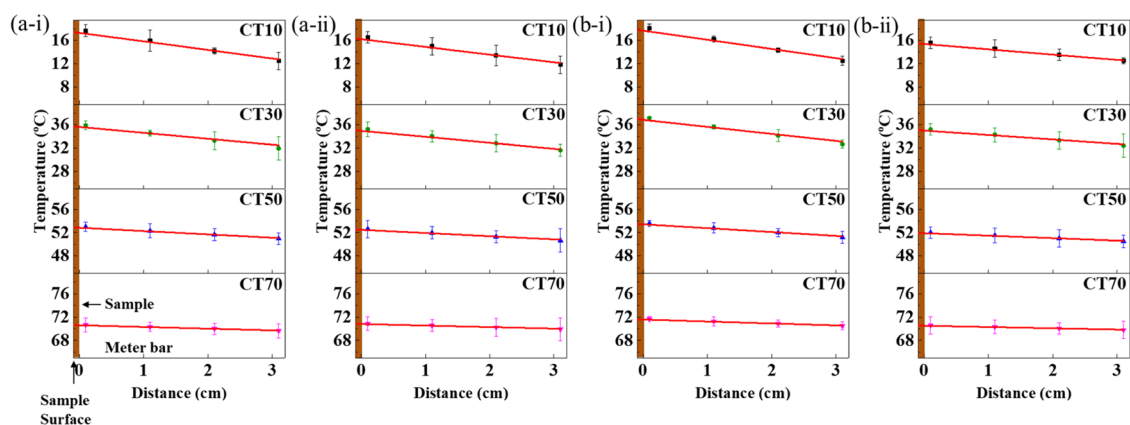 (a-i)
CT10
16
12
8
CT30
36
32
28
CT50
56
52
48
CT70
76
72
68
Sample
Meter bar
Temperature (ºC)
0 1 2 3
Distance (cm)
Sample
Surface
(a-ii)
CT10
16
12
8
CT30
36
32
28
CT50
56
52
48
CT70
76
72
68
Temperature (ºC)
0 1 2 3
Distance (cm)
(b-i)
CT10
16
12
8
CT30
36
32
28
CT50
56
52
48
CT70
76
72
68
Temperature (ºC)
0 1 2 3
Distance (cm)
(b-ii)
CT10
16
12
8
CT30
36
32
28
CT50
56
52
48
CT70
76
72
68
Temperature (ºC)
0 1 2 3
Distance (cm)